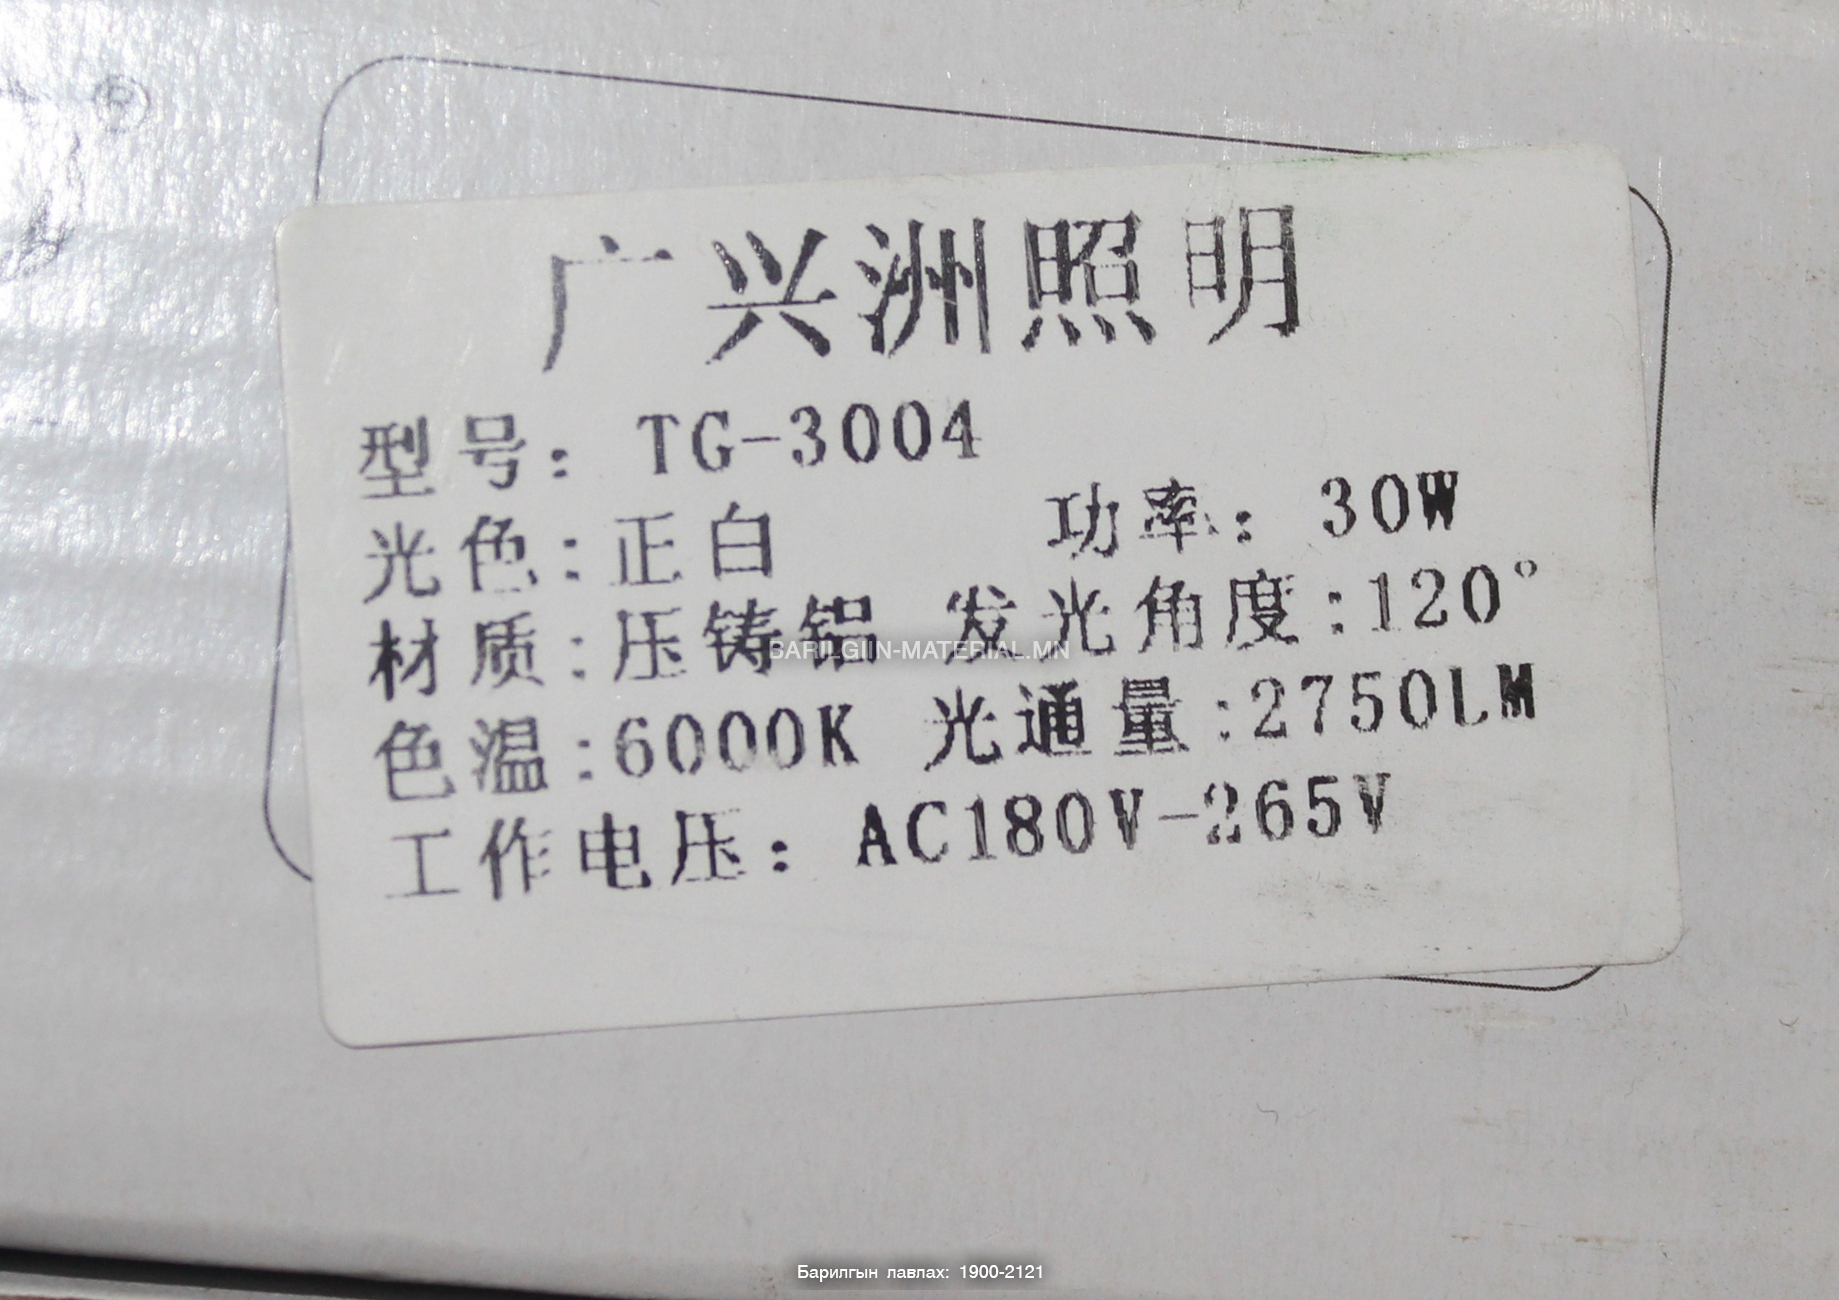 ®
广兴洲照明
型号：TG-3004
光色：正白 功率：30W
材质：压铸铝 发光角度：120°
色温：6000K 光通量：2750LM
工作电压：AC180V-265V
BARILGIIN-MATERIAL.MN
Барилгын лавлах: 1900-2121